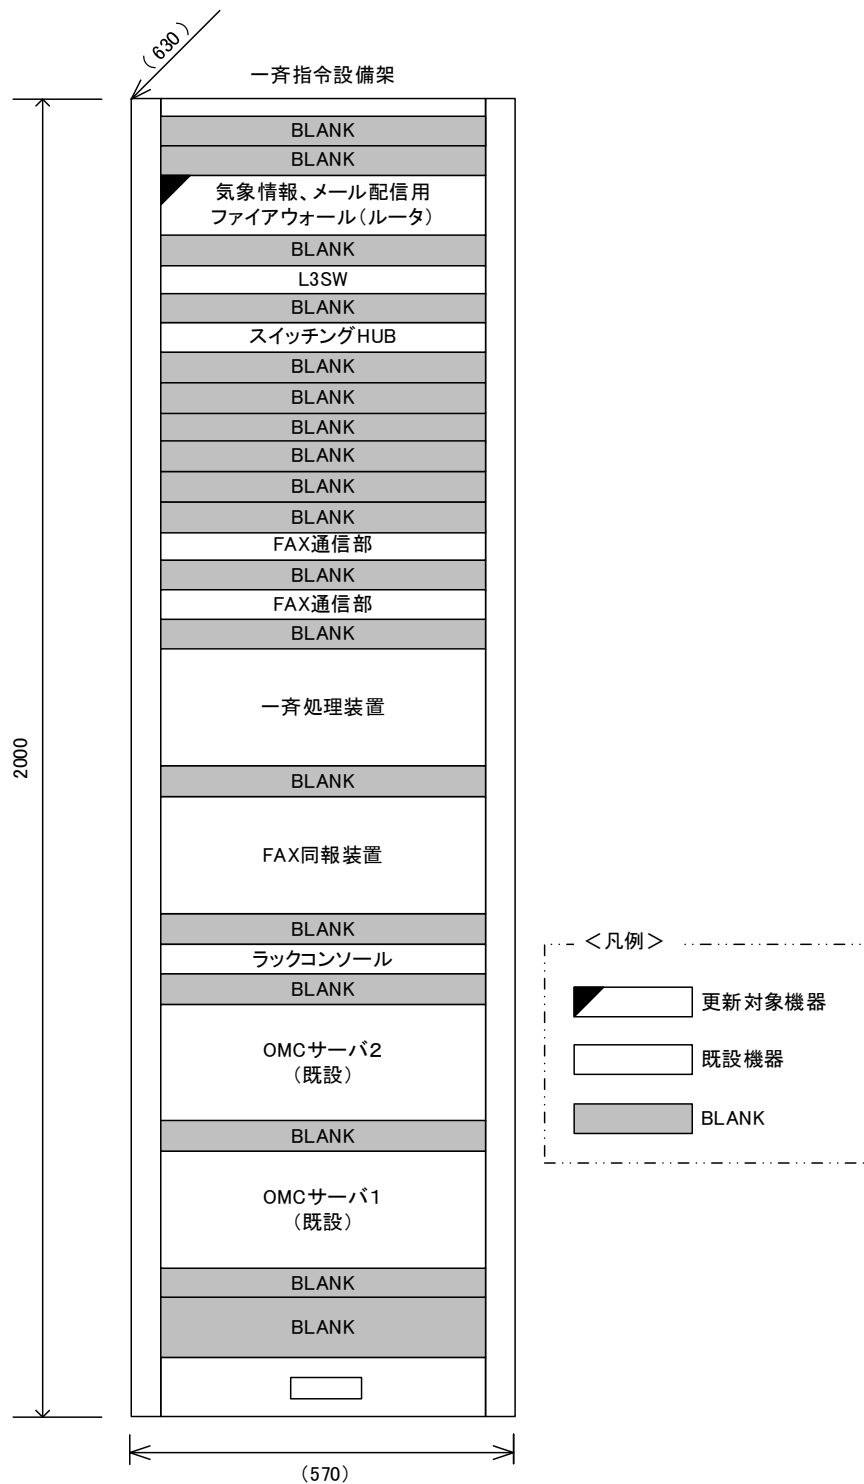 (630)
一斉指令設備架
BLANK
BLANK
気象情報、メール配信用
ファイアウォール(ルータ)
BLANK
L3SW
BLANK
スイッチングHUB
BLANK
BLANK
BLANK
BLANK
BLANK
BLANK
FAX通信部
BLANK
FAX通信部
BLANK
一斉処理装置
2000
BLANK
FAX同報装置
BLANK
ラックコンソール
BLANK
OMCサーバ2
(既設)
BLANK
OMCサーバ1
(既設)
BLANK
BLANK
(570)
<凡例>
更新対象機器
既設機器
BLANK